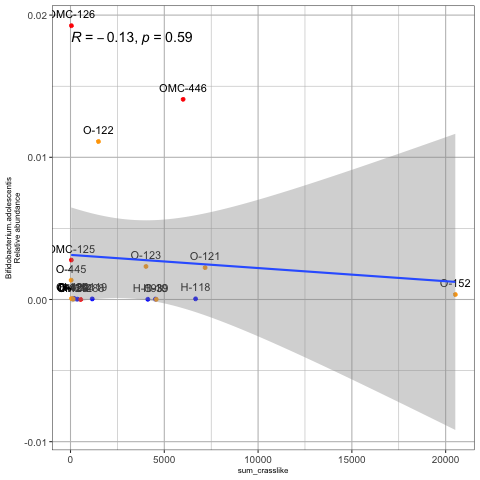 0.02
OMC-126
R = −0.13, p = 0.59
OMC-446
O-122
0.01
Bifidobacterium.adolescentis
Relative abundance
OMC-125
O-123
O-121
O-445
O-152
H-118
0.00
-0.01
0
5000
10000
15000
20000
sum_crasslike